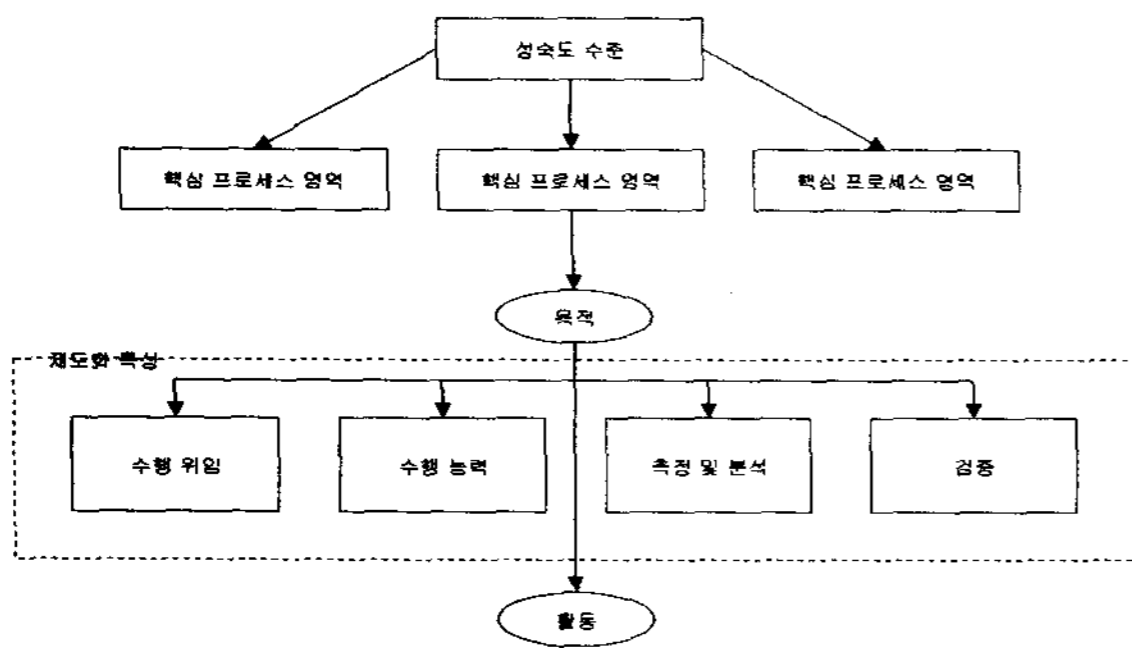 성숙도 수준
핵심 프로세스 영역
핵심 프로세스 영역
핵심 프로세스 영역
목적
제도화 특성
수행 위임
수행 능력
측정 및 분석
검증
활동